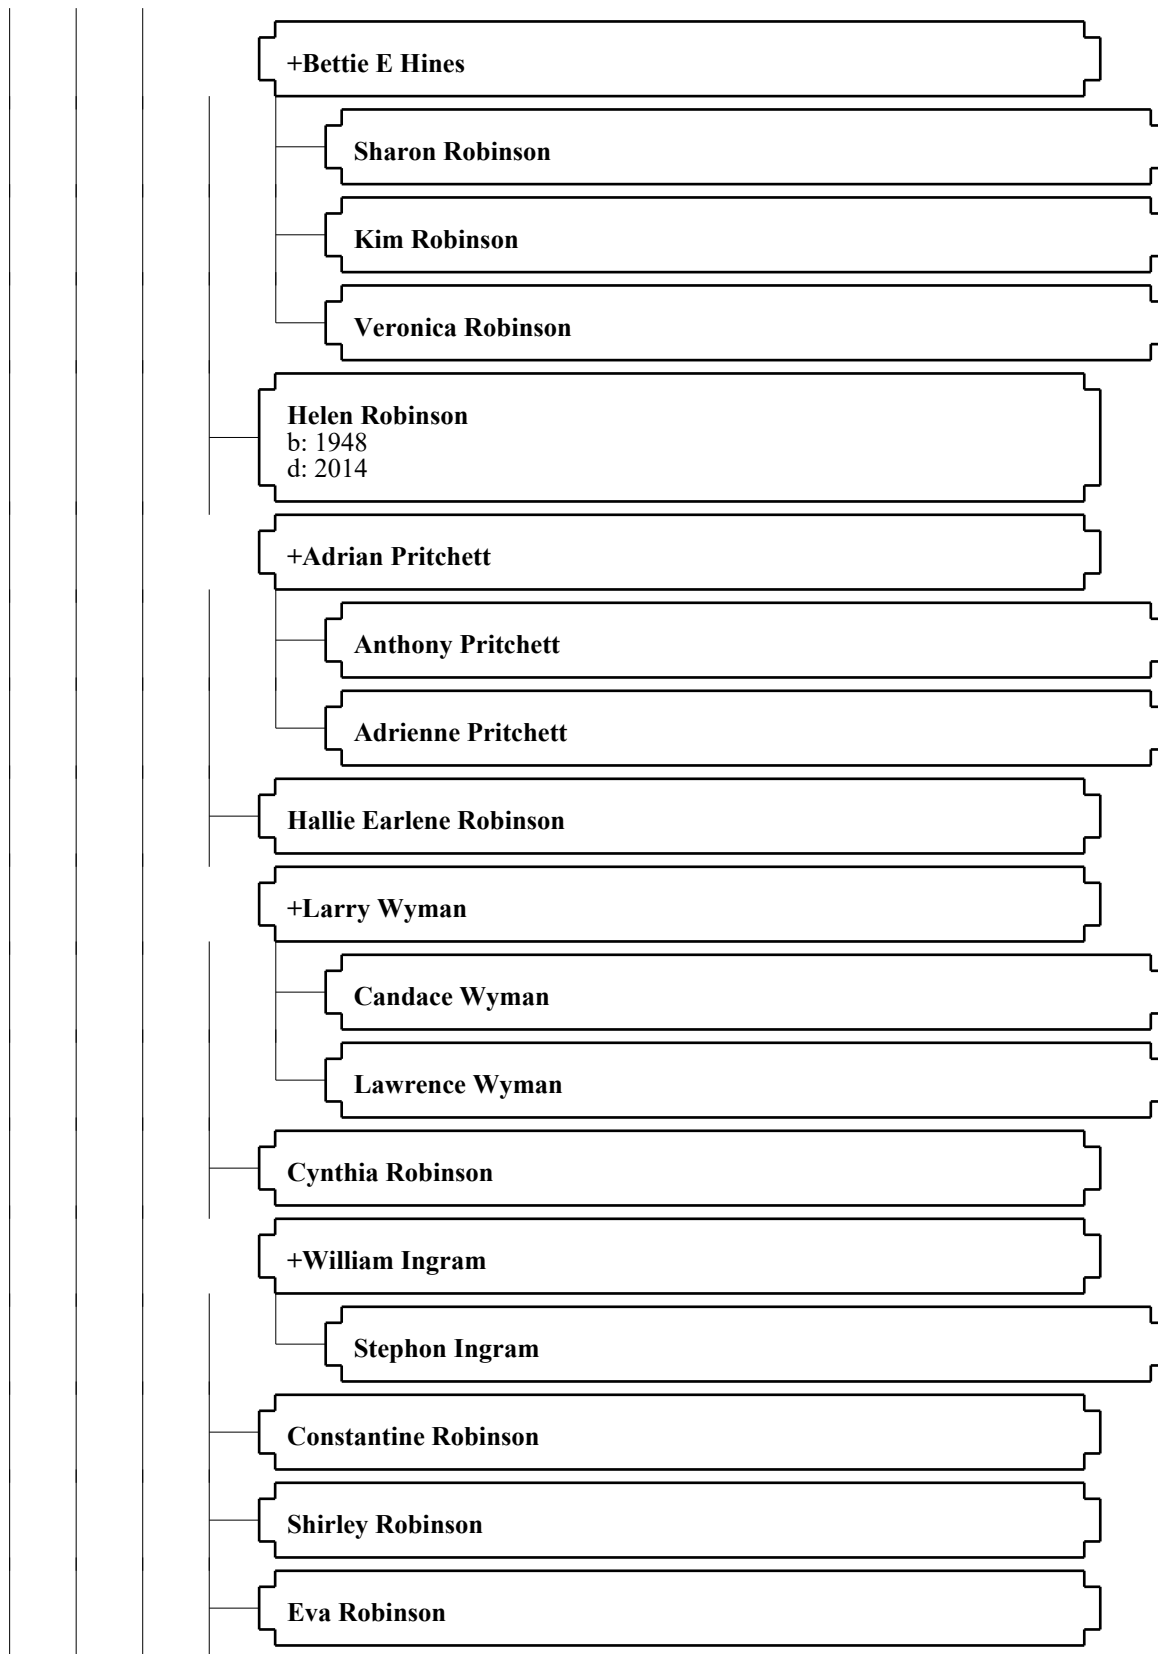 +Bettie E Hines
Sharon Robinson
Kim Robinson
Veronica Robinson
Helen Robinson
b: 1948
d: 2014
+Adrian Pritchett
Anthony Pritchett
Adrienne Pritchett
Hallie Earlene Robinson
+Larry Wyman
Candace Wyman
Lawrence Wyman
Cynthia Robinson
+William Ingram
Stephon Ingram
Constantine Robinson
Shirley Robinson
Eva Robinson